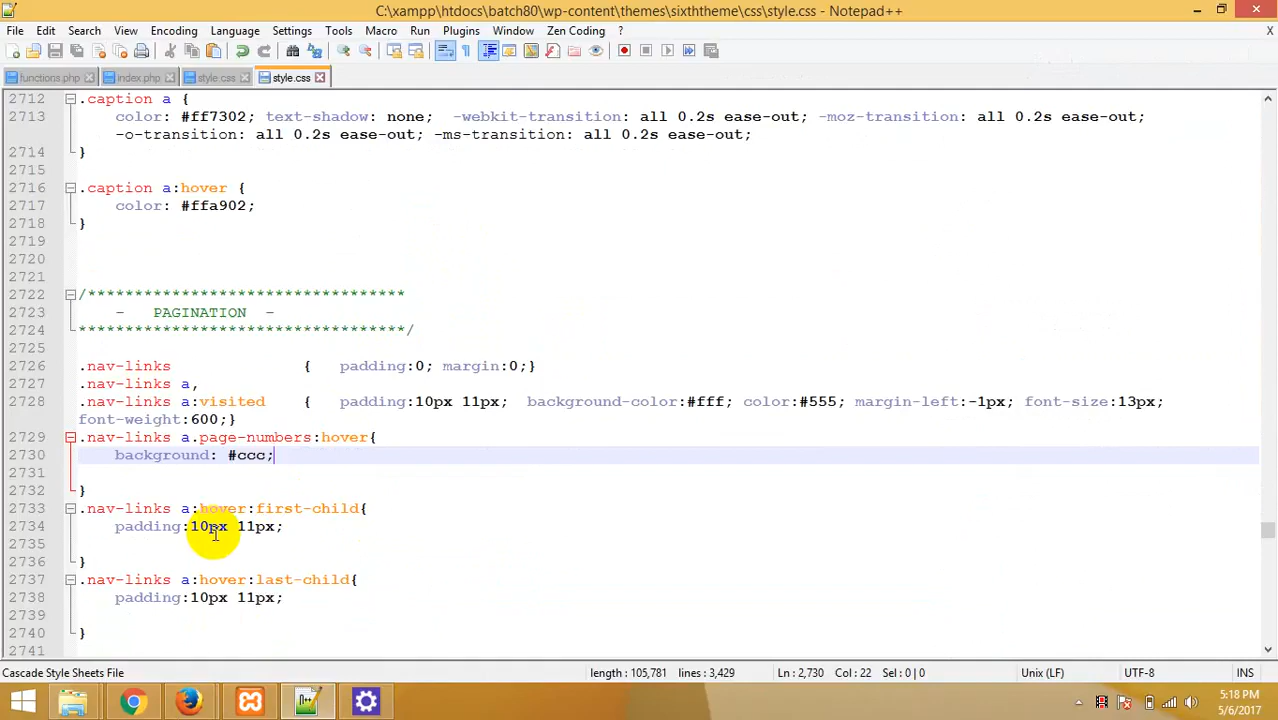 C:\xampp\htdocs\batch80\wp-content\themes\sixththeme\css\style.css - Notepad++
File Edit Search View Encoding Language Settings Tools Macro Run Plugins Window Zen Coding ? X
functions.php index.php style.css style.css
2712 .caption a {
2713 color: #ff7302; text-shadow: none; -webkit-transition: all 0.2s ease-out; -moz-transition: all 0.2s ease-out;
-o-transition: all 0.2s ease-out; -ms-transition: all 0.2s ease-out;
2714 }
2715
2716 .caption a:hover {
2717 color: #ffa902;
2718 }
2719
2720
2721
2722 /**********************************
2723 - PAGINATION -
2724 ***********************************/
2725
2726 .nav-links { padding:0; margin:0;}
2727 .nav-links a,
2728 .nav-links a:visited { padding:10px 11px; background-color:#fff; color:#555; margin-left:-1px; font-size:13px;
font-weight:600;}
2729 .nav-links a.page-numbers:hover{
2730 background: #ccc;
2731
2732 }
2733 .nav-links a:hover:first-child{
2734 padding:10px 11px;
2735
2736 }
2737 .nav-links a:hover:last-child{
2738 padding:10px 11px;
2739
2740 }
2741
Cascade Style Sheets File length : 105,781 lines : 3,429 Ln : 2,730 Col : 22 Sel : 0 | 0 Unix (LF) UTF-8 INS
5:18 PM
5/6/2017